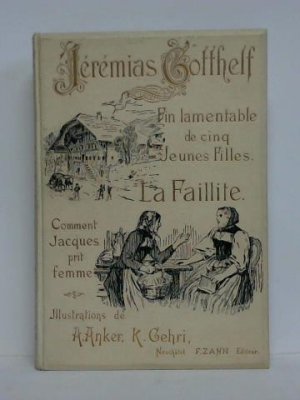 Jérémias Gotthelf
Fin lamentable
de cinq
Jeunes Filles.
La Faillite.
Comment
Jacques
prit
femme
Illustrations de
A. Anker, K. Gehri,
Neuchâtel F. ZAHN Editeur.